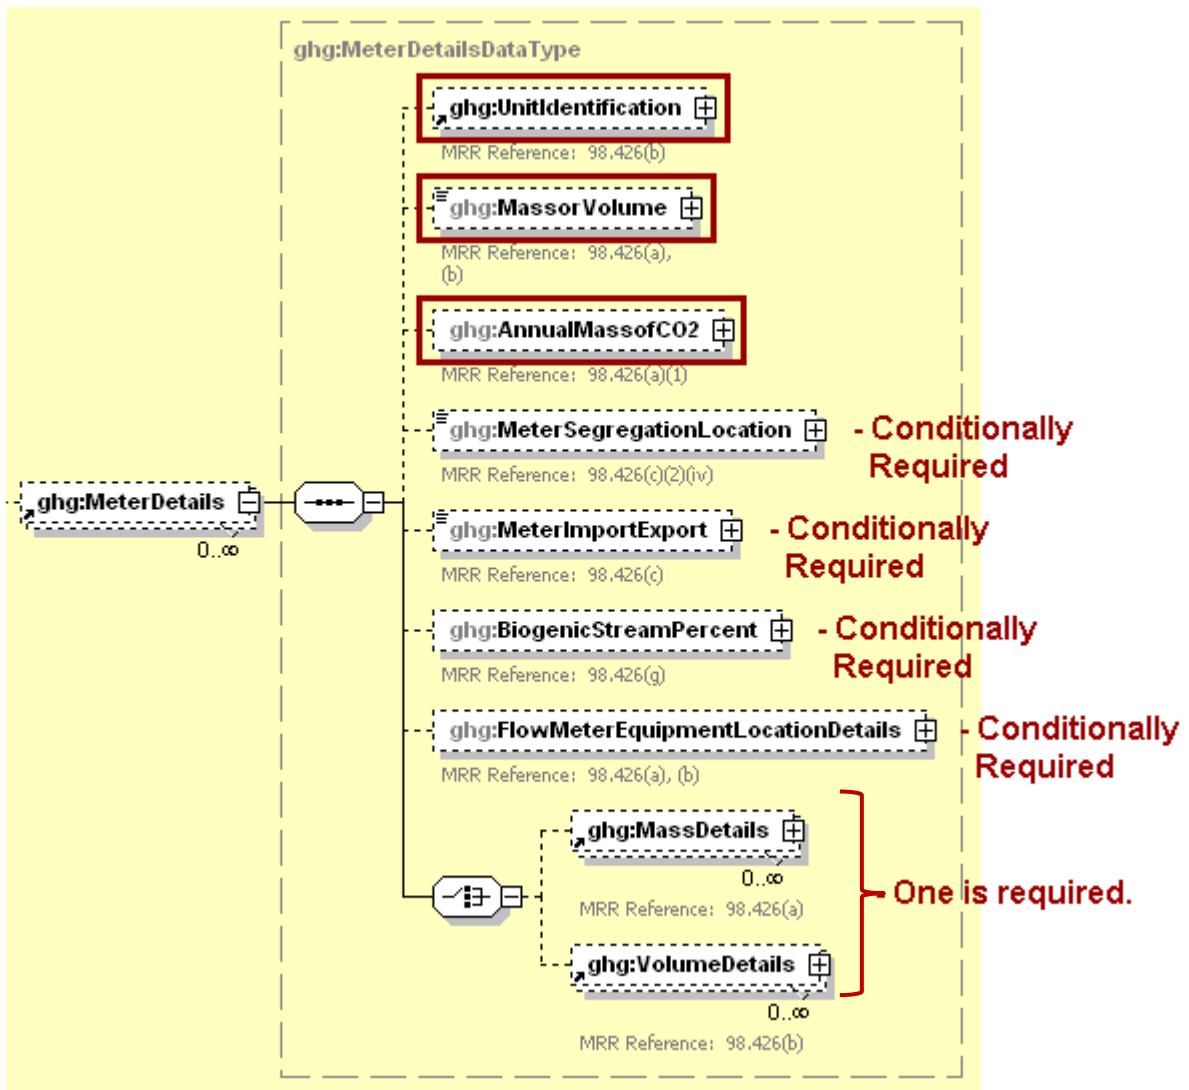 ghg:MeterDetailsDataType
ghg:UnitIdentification
MRR Reference: 98.426(b)
ghg:MassorVolume
MRR Reference: 98.426(a),
(b)
ghg:AnnualMassofCO2
MRR Reference: 98.426(a)(1)
ghg:MeterSegregationLocation
- Conditionally
Required
MRR Reference: 98.426(c)(2)(iv)
ghg:MeterDetails
0..∞
ghg:MeterImportExport
- Conditionally
Required
MRR Reference: 98.426(c)
ghg:BiogenicStreamPercent
- Conditionally
Required
MRR Reference: 98.426(g)
ghg:FlowMeterEquipmentLocationDetails
- Conditionally
Required
MRR Reference: 98.426(a), (b)
ghg:MassDetails
0..∞
MRR Reference: 98.426(a)
- One is required.
ghg:VolumeDetails
0..∞
MRR Reference: 98.426(b)